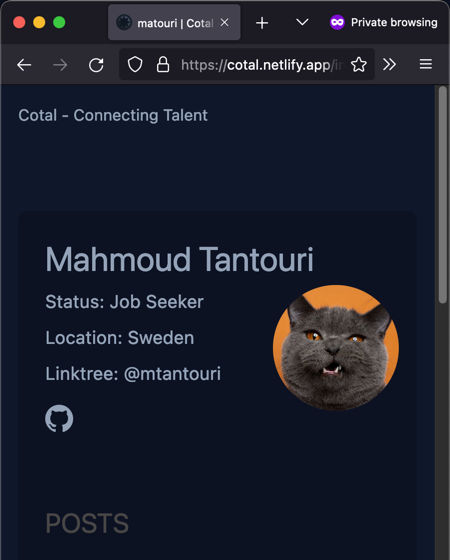 matouri | Cotal
Private browsing
https://cotal.netlify.app/in
Cotal - Connecting Talent
Mahmoud Tantouri
Status: Job Seeker
Location: Sweden
Linktree: @mtantouri
POSTS